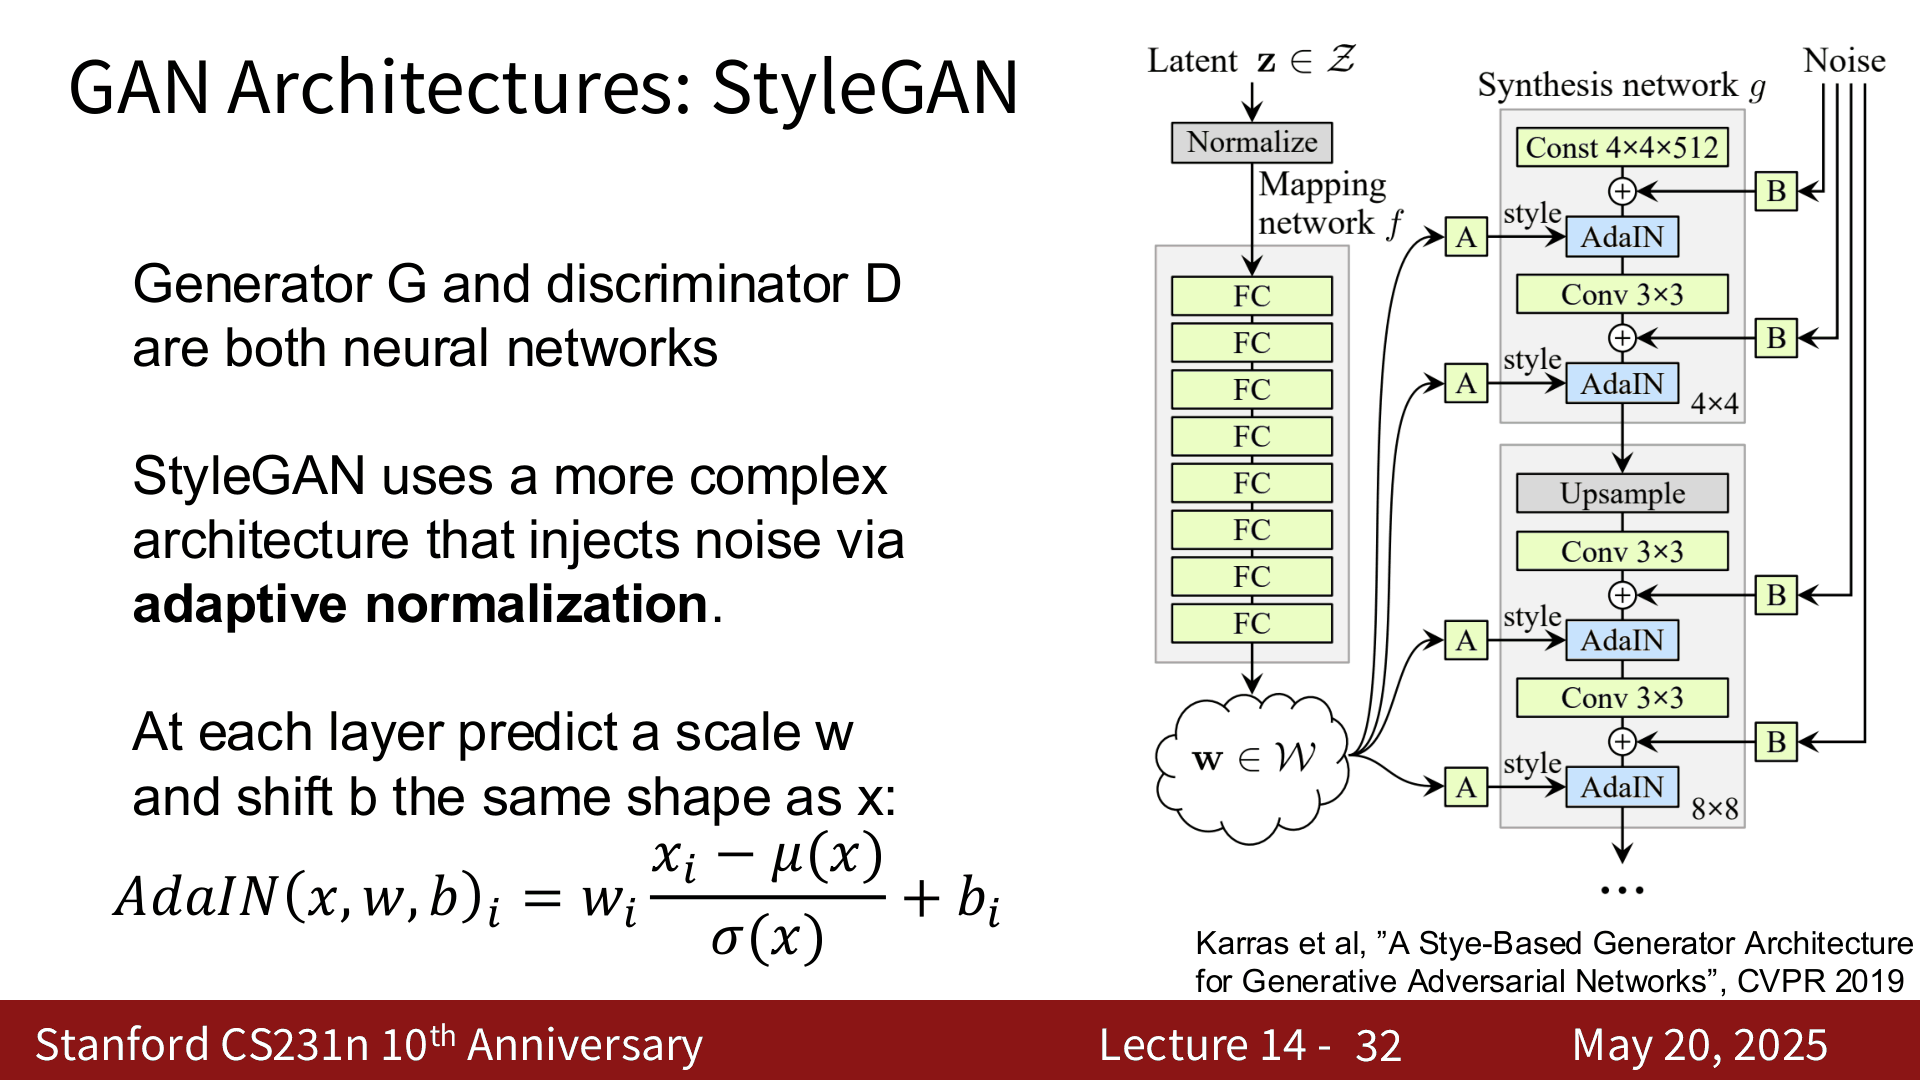 GAN Architectures: StyleGAN
Generator G and discriminator D
are both neural networks
StyleGAN uses a more complex
architecture that injects noise via
adaptive normalization.
At each layer predict a scale w
and shift b the same shape as x:
AdaIN(x, w, b)_i = w_i (x_i − μ(x)) / σ(x) + b_i
Latent z ∈ 𝒵
Normalize
Mapping
network f
FC
FC
FC
FC
FC
FC
FC
FC
w ∈ 𝒲
Noise
Synthesis network g
Const 4×4×512
B
A
style
AdaIN
Conv 3×3
B
A
style
AdaIN
4×4
Upsample
Conv 3×3
B
A
style
AdaIN
Conv 3×3
B
A
style
AdaIN
8×8
...
Karras et al, ”A Stye-Based Generator Architecture
for Generative Adversarial Networks”, CVPR 2019
Stanford CS231n 10th Anniversary
Lecture 14 - 32
May 20, 2025